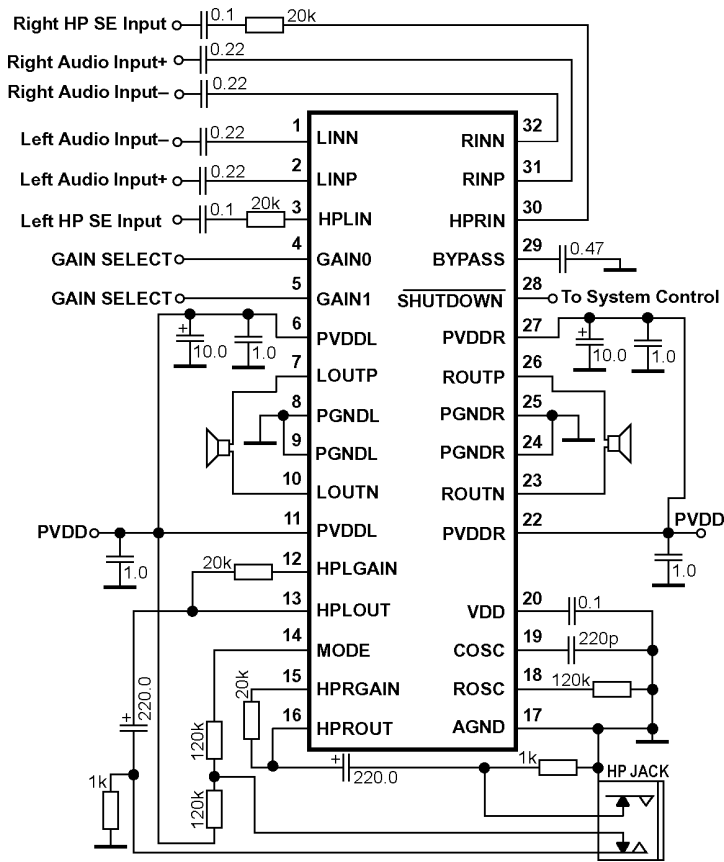 Right HP SE Input
0.1
20k
Right Audio Input+
0.22
Right Audio Input–
0.22
Left Audio Input–
0.22
1
LINN
RINN
32
Left Audio Input+
0.22
2
LINP
RINP
31
Left HP SE Input
0.1
20k
3
HPLIN
HPRIN
30
GAIN SELECT
4
GAIN0
BYPASS
29
0.47
GAIN SELECT
5
GAIN1
SHUTDOWN
28
To System Control
10.0
1.0
6
PVDDL
PVDDR
27
10.0
1.0
7
LOUTP
ROUTP
26
8
PGNDL
PGNDR
25
9
PGNDL
PGNDR
24
10
LOUTN
ROUTN
23
PVDD
11
PVDDL
PVDDR
22
PVDD
1.0
1.0
20k
12
HPLGAIN
13
HPLOUT
VDD
20
0.1
14
MODE
COSC
19
220p
15
HPRGAIN
ROSC
18
120k
16
HPROUT
AGND
17
220.0
20k
120k
120k
1k
220.0
1k
HP JACK